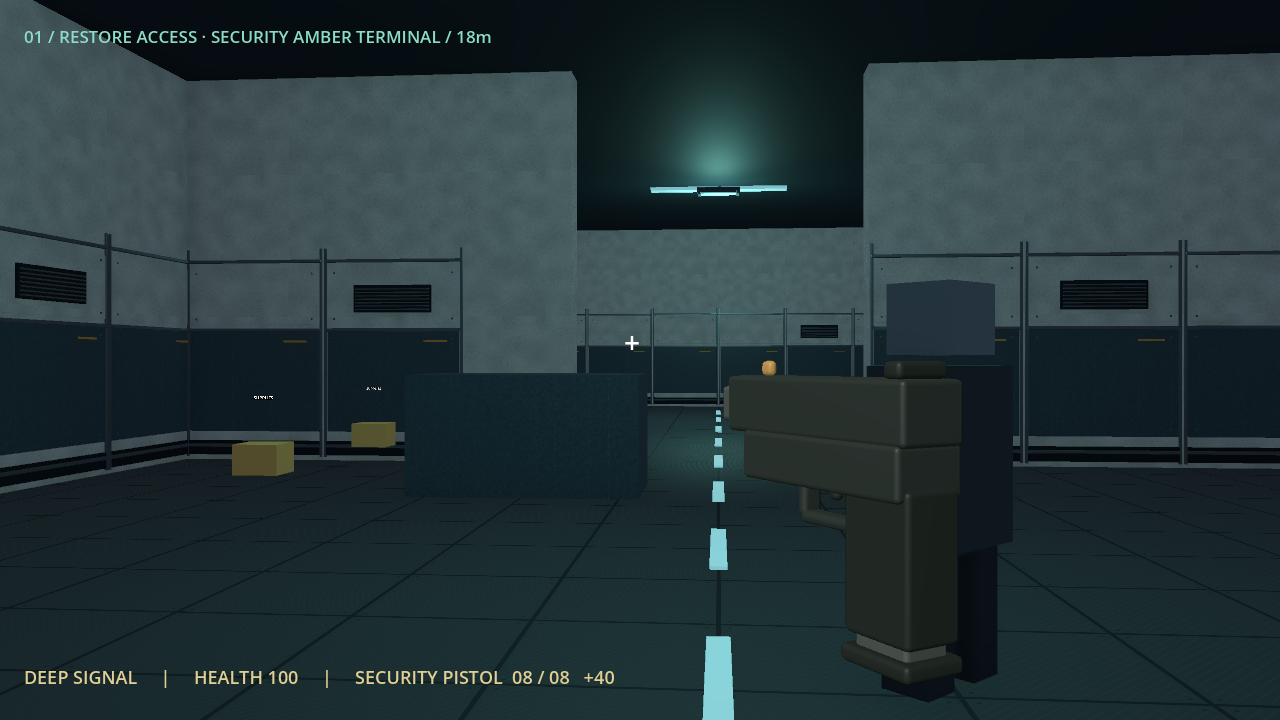 01 / RESTORE ACCESS · SECURITY AMBER TERMINAL / 18m
DEEP SIGNAL | HEALTH 100 | SECURITY PISTOL 08 / 08 +40